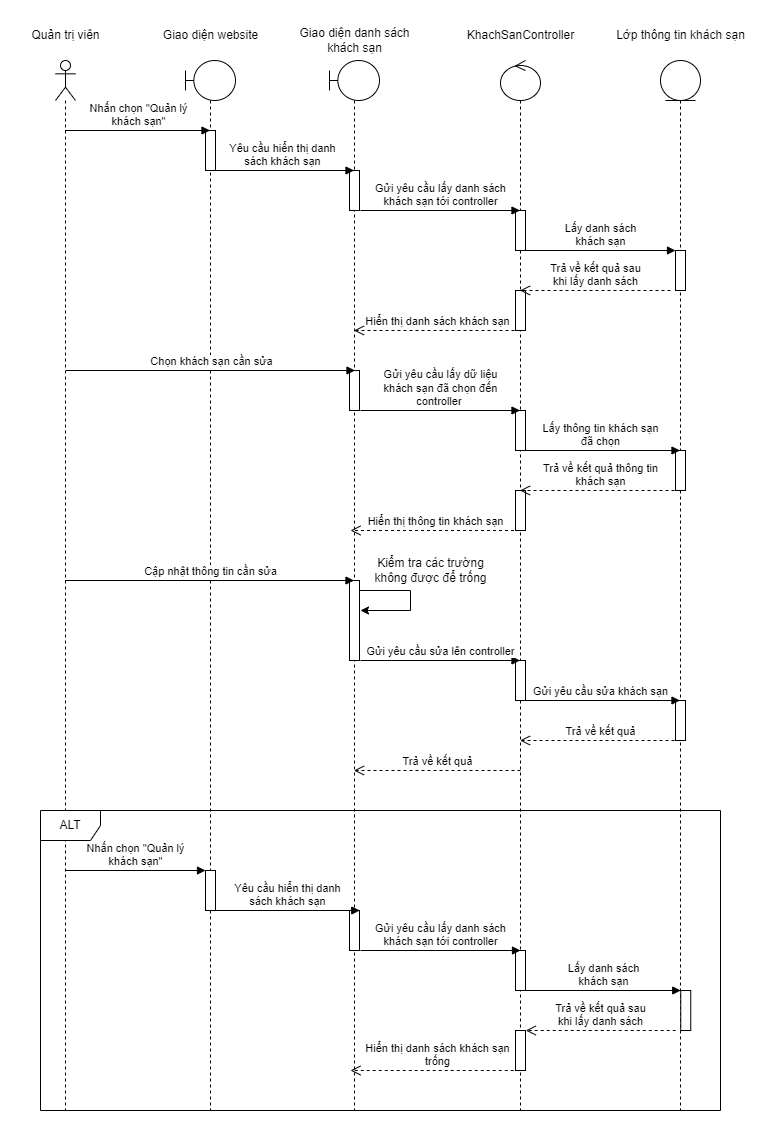 Quản trị viên
Giao diện website
Giao diện danh sách
khách sạn
KhachSanController
Lớp thông tin khách sạn
Nhấn chọn "Quản lý
khách sạn"
Yêu cầu hiển thị danh
sách khách sạn
Gửi yêu cầu lấy danh sách
khách sạn tới controller
Lấy danh sách
khách sạn
Trả về kết quả sau
khi lấy danh sách
Hiển thị danh sách khách sạn
Chọn khách sạn cần sửa
Gửi yêu cầu lấy dữ liệu
khách sạn đã chọn đến
controller
Lấy thông tin khách sạn
đã chọn
Trả về kết quả thông tin
khách sạn
Hiển thị thông tin khách sạn
Cập nhật thông tin cần sửa
Kiểm tra các trường
không được để trống
Gửi yêu cầu sửa lên controller
Gửi yêu cầu sửa khách sạn
Trả về kết quả
Trả về kết quả
ALT
Nhấn chọn "Quản lý
khách sạn"
Yêu cầu hiển thị danh
sách khách sạn
Gửi yêu cầu lấy danh sách
khách sạn tới controller
Lấy danh sách
khách sạn
Trả về kết quả sau
khi lấy danh sách
Hiển thị danh sách khách sạn
trống